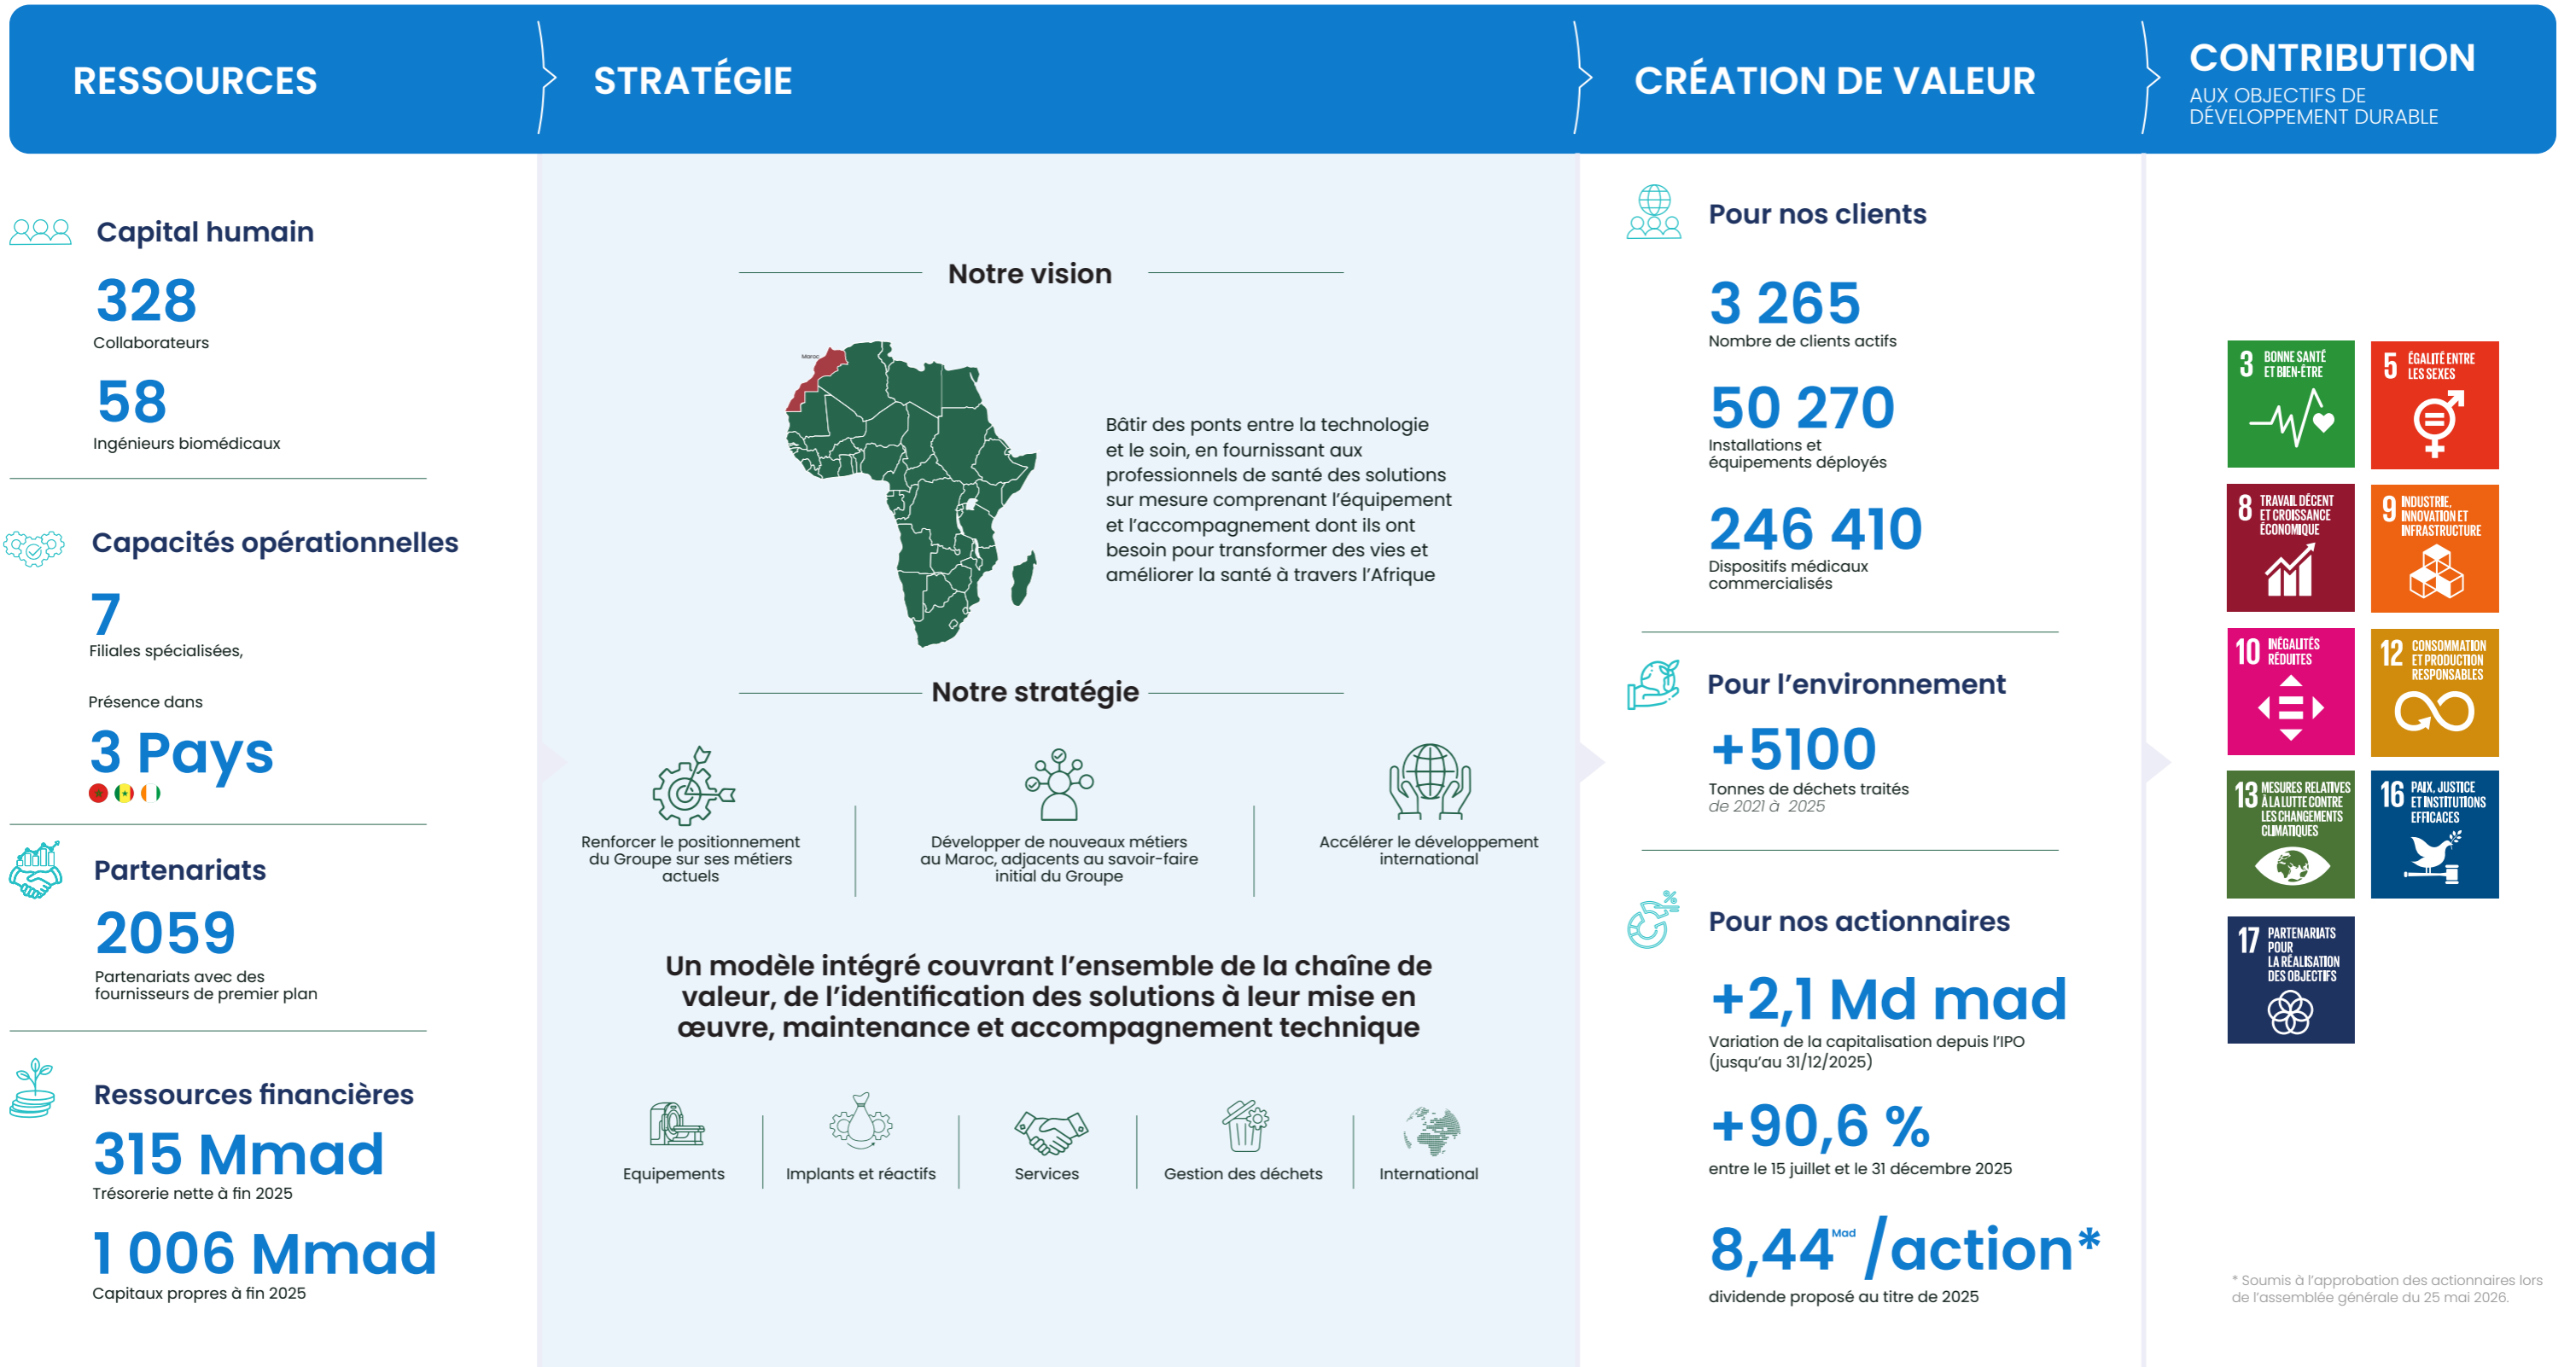 RESSOURCES
STRATÉGIE
CRÉATION DE VALEUR
CONTRIBUTION
AUX OBJECTIFS DE
DÉVELOPPEMENT DURABLE
Capital humain
328
Collaborateurs
58
Ingénieurs biomédicaux
Capacités opérationnelles
7
Filiales spécialisées,
Présence dans
3 Pays
Partenariats
2059
Partenariats avec des
fournisseurs de premier plan
Ressources financières
315 Mmad
Trésorerie nette à fin 2025
1 006 Mmad
Capitaux propres à fin 2025
Notre vision
Maroc
Bâtir des ponts entre la technologie
et le soin, en fournissant aux
professionnels de santé des solutions
sur mesure comprenant l'équipement
et l'accompagnement dont ils ont
besoin pour transformer des vies et
améliorer la santé à travers l'Afrique
Notre stratégie
Renforcer le positionnement
du Groupe sur ses métiers
actuels
Développer de nouveaux métiers
au Maroc, adjacents au savoir-faire
initial du Groupe
Accélérer le développement
international
Un modèle intégré couvrant l'ensemble de la chaîne de
valeur, de l'identification des solutions à leur mise en
œuvre, maintenance et accompagnement technique
Equipements
Implants et réactifs
Services
Gestion des déchets
International
Pour nos clients
3 265
Nombre de clients actifs
50 270
Installations et
équipements déployés
246 410
Dispositifs médicaux
commercialisés
Pour l'environnement
+5100
Tonnes de déchets traités
de 2021 à 2025
Pour nos actionnaires
%
+2,1 Md mad
Variation de la capitalisation depuis l'IPO
(jusqu'au 31/12/2025)
+90,6 %
entre le 15 juillet et le 31 décembre 2025
8,44 Mad /action*
dividende proposé au titre de 2025
3 BONNE SANTÉ
ET BIEN-ÊTRE
5 ÉGALITÉ ENTRE
LES SEXES
8 TRAVAIL DÉCENT
ET CROISSANCE
ÉCONOMIQUE
9 INDUSTRIE,
INNOVATION ET
INFRASTRUCTURE
10 INÉGALITÉS
RÉDUITES
12 CONSOMMATION
ET PRODUCTION
RESPONSABLES
13 MESURES RELATIVES
À LA LUTTE CONTRE
LES CHANGEMENTS
CLIMATIQUES
16 PAIX, JUSTICE
ET INSTITUTIONS
EFFICACES
17 PARTENARIATS
POUR
LA RÉALISATION
DES OBJECTIFS
* Soumis à l'approbation des actionnaires lors
de l'assemblée générale du 25 mai 2026.